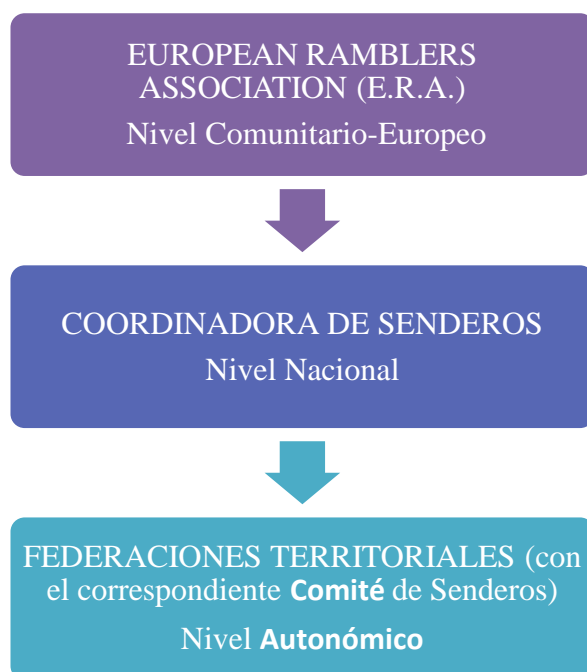 EUROPEAN RAMBLERS
ASSOCIATION (E.R.A.)
Nivel Comunitario-Europeo
COORDINADORA DE SENDEROS
Nivel Nacional
FEDERACIONES TERRITORIALES (con
el correspondiente Comité de Senderos)
Nivel Autonómico